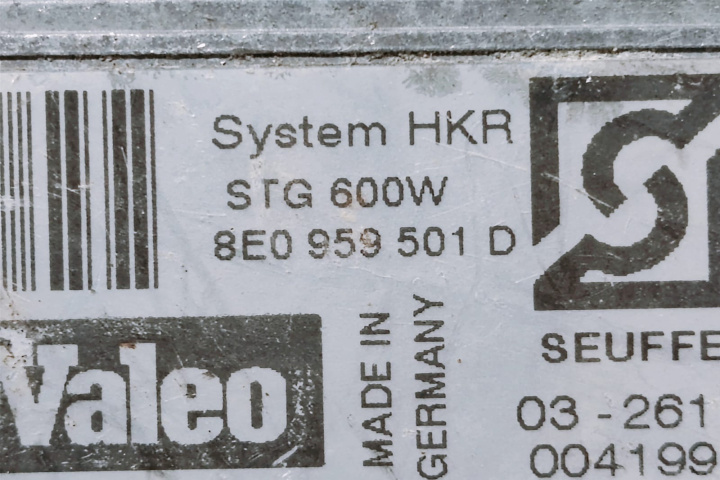 System HKR
STG 600W
8E0 959 501 D
Valeo
MADE IN
GERMANY
SEUFFE
03 - 261
004199